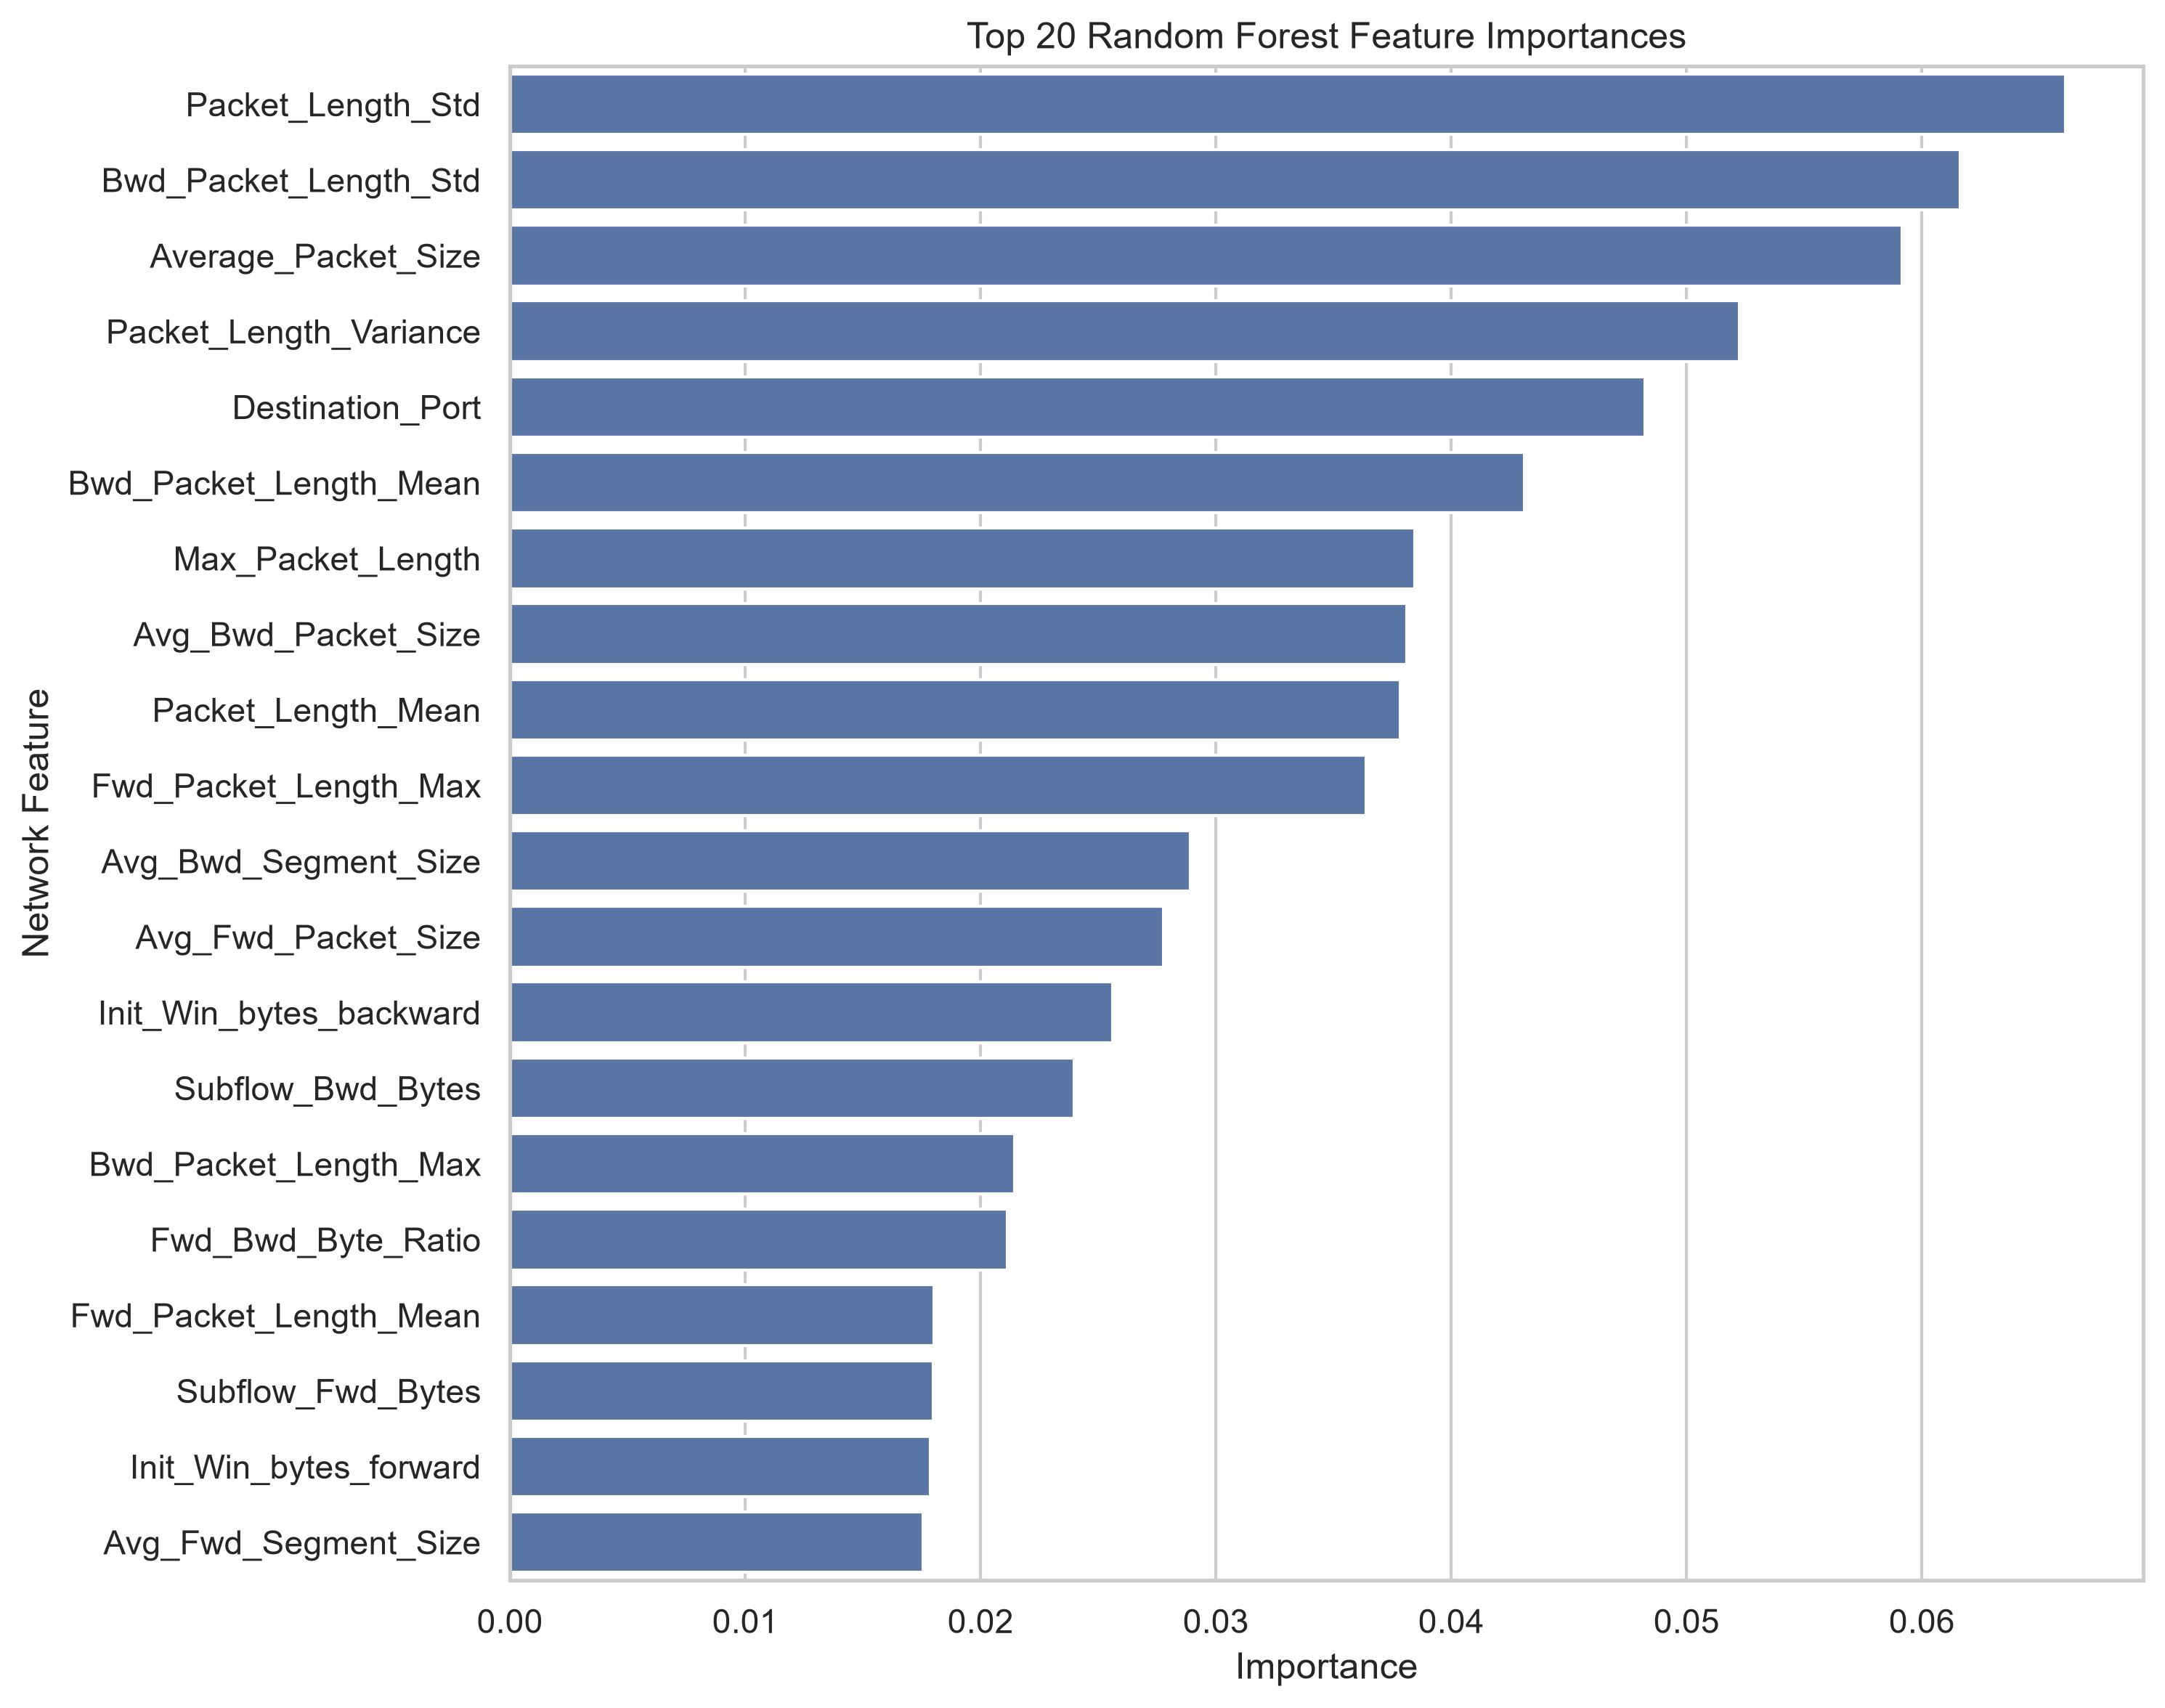 Top 20 Random Forest Feature Importances
Packet_Length_Std
Bwd_Packet_Length_Std
Average_Packet_Size
Packet_Length_Variance
Destination_Port
Bwd_Packet_Length_Mean
Max_Packet_Length
Avg_Bwd_Packet_Size
Packet_Length_Mean
Fwd_Packet_Length_Max
Avg_Bwd_Segment_Size
Avg_Fwd_Packet_Size
Init_Win_bytes_backward
Subflow_Bwd_Bytes
Bwd_Packet_Length_Max
Fwd_Bwd_Byte_Ratio
Fwd_Packet_Length_Mean
Subflow_Fwd_Bytes
Init_Win_bytes_forward
Avg_Fwd_Segment_Size
Network Feature
0.00 0.01 0.02 0.03 0.04 0.05 0.06
Importance